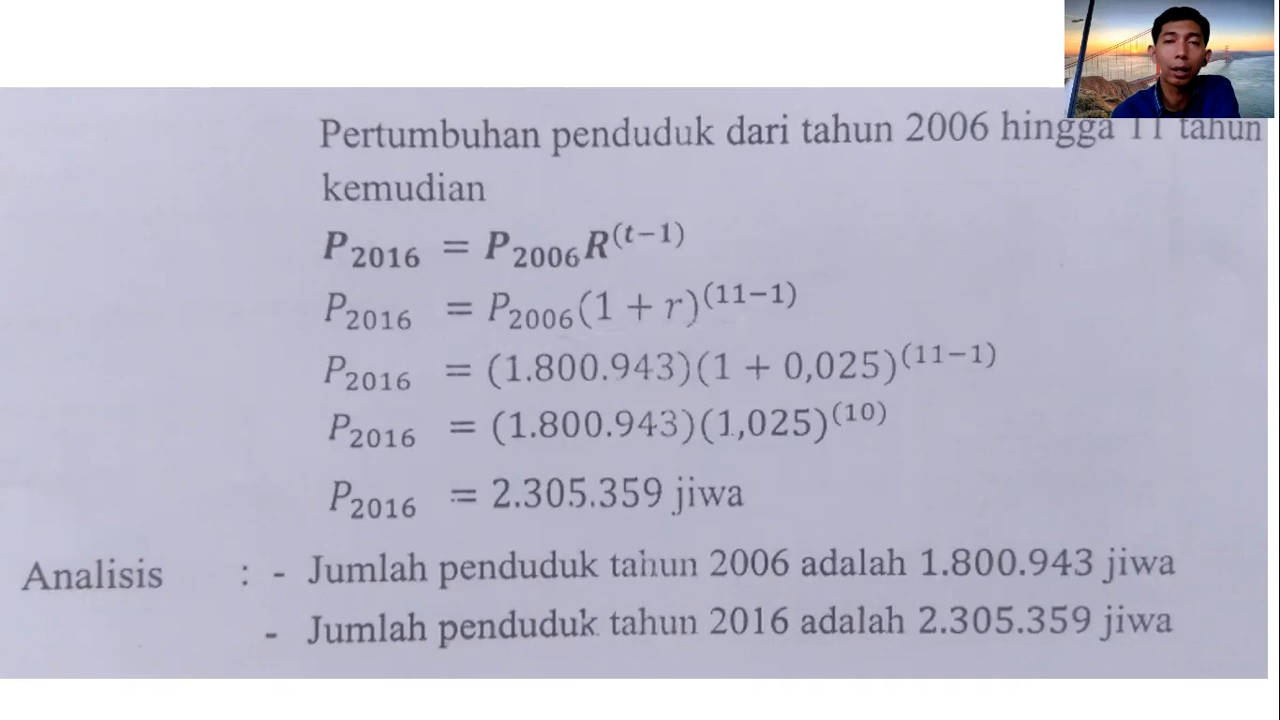 Pertumbuhan penduduk dari tahun 2006 hingga 11 tahun
kemudian
P₂₀₁₆ = P₂₀₀₆R⁽ᵗ⁻¹⁾
P₂₀₁₆ = P₂₀₀₆(1 + r)⁽¹¹⁻¹⁾
P₂₀₁₆ = (1.800.943)(1 + 0,025)⁽¹¹⁻¹⁾
P₂₀₁₆ = (1.800.943)(1,025)⁽¹⁰⁾
P₂₀₁₆ = 2.305.359 jiwa
Analisis : - Jumlah penduduk tahun 2006 adalah 1.800.943 jiwa
- Jumlah penduduk tahun 2016 adalah 2.305.359 jiwa